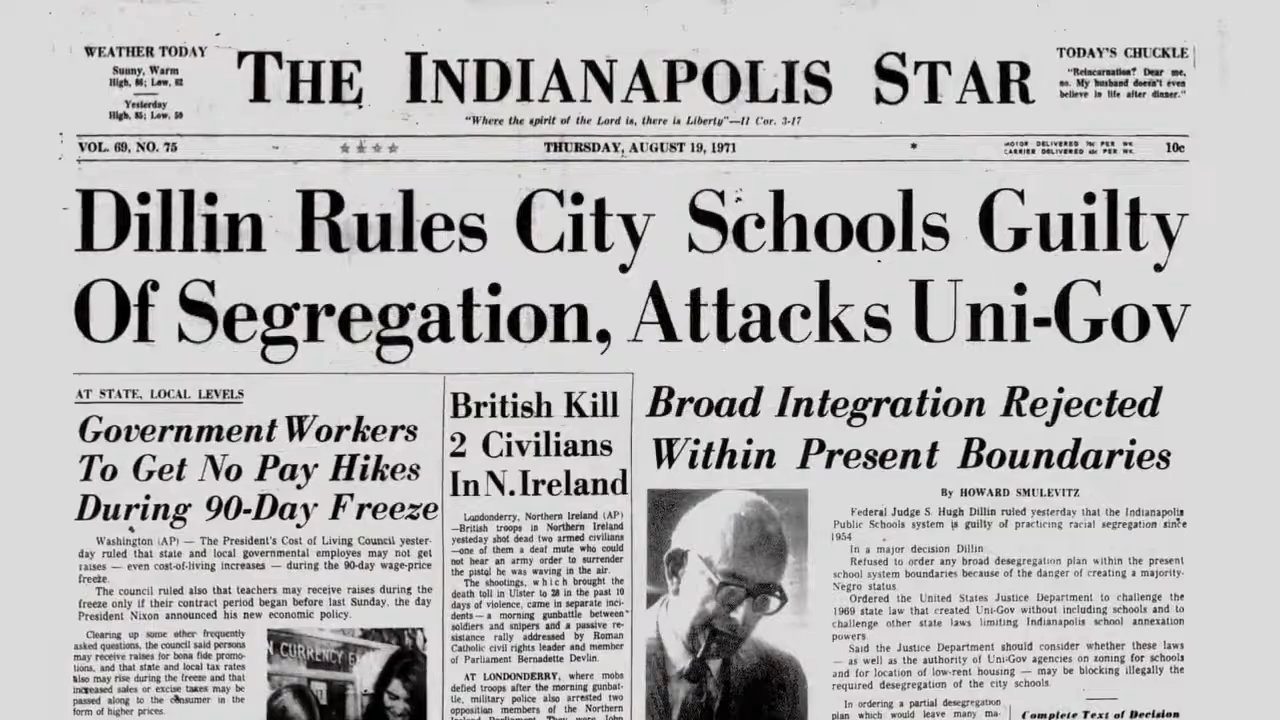 WEATHER TODAY
Sunny, Warm
High, 86; Low, 62
Yesterday
High, 85; Low, 59
THE INDIANAPOLIS STAR
"Where the spirit of the Lord is, there is Liberty"—II Cor. 3-17
TODAY'S CHUCKLE
"Reincarnation? Dear me,
no. My husband doesn't even
believe in life after dinner."
VOL. 69, NO. 75
★ ★ ★ ★
THURSDAY, AUGUST 19, 1971
*
MOTOR DELIVERED PER WK.
CARRIER DELIVERED PER WK.
10c
Dillin Rules City Schools Guilty
Of Segregation, Attacks Uni-Gov
AT STATE, LOCAL LEVELS
Government Workers
To Get No Pay Hikes
During 90-Day Freeze
Washington (AP) — The President's Cost of Living Council yester-
day ruled that state and local governmental employes may not get
raises — even cost-of-living increases — during the 90-day wage-price
freeze.
The council ruled also that teachers may receive raises during the
freeze only if their contract period began before last Sunday, the day
President Nixon announced his new economic policy.
Clearing up some other frequently
asked questions, the council said persons
may receive raises for bona fide promo-
tions, and that state and local tax rates
also may rise during the freeze and that
increased sales or excise taxes may be
passed along to the consumer in the
form of higher prices.
N CURRENCY E
British Kill
2 Civilians
In N. Ireland
Londonderry, Northern Ireland (AP)
—British troops in Northern Ireland
yesteday shot dead two armed civilians
—one of them a deaf mute who could
not hear an army order to surrender
the pistol he was waving in the air.
The shootings, which brought the
death toll in Ulster to 28 in the past 10
days of violence, came in separate inci-
dents — a morning gunbattle between
soldiers and snipers and a passive re-
sistance rally addressed by Roman
Catholic civil rights leader and member
of Parliament Bernadette Devlin.
AT LONDONDERRY, where mobs
defied troops after the morning gunbat-
tle, military police also arrested two
opposition members of the Northern
Broad Integration Rejected
Within Present Boundaries
By HOWARD SMULEVITZ
Federal Judge S. Hugh Dillin ruled yesterday that the Indianapolis
Public Schools system is guilty of practicing racial segregation since
1954
In a major decision Dillin
Refused to order any broad desegregation plan within the present
school system boundaries because of the danger of creating a majority-
Negro status.
Ordered the United States Justice Department to challenge the
1969 state law that created Uni-Gov without including schools and to
challenge other state laws limiting Indianapolis school annexation
powers.
Said the Justice Department should consider whether these laws
— as well as the authority of Uni-Gov agencies on zoning for schools
and for location of low-rent housing — may be blocking illegally the
required desegregation of the city schools.
In ordering a partial desegregation
plan which would leave many ma-
Complete Text of Decision